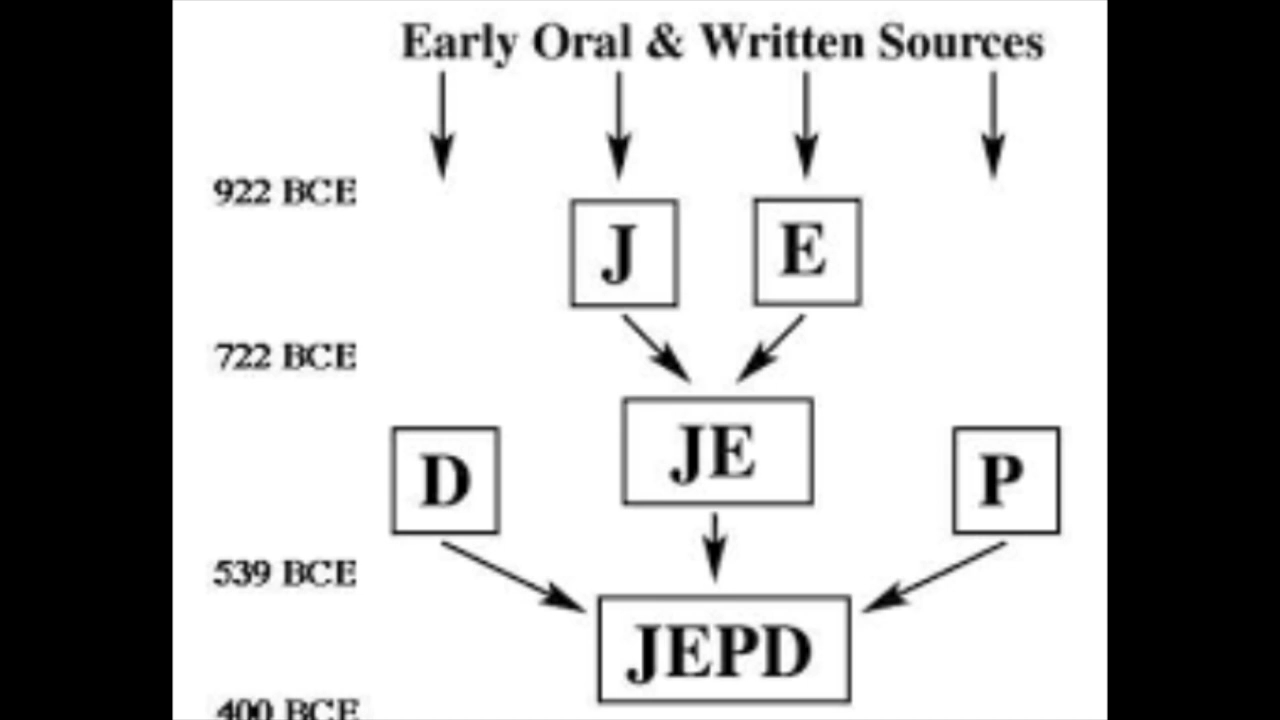 Early Oral & Written Sources
922 BCE
J
E
722 BCE
JE
D
P
539 BCE
JEPD
400 BCE